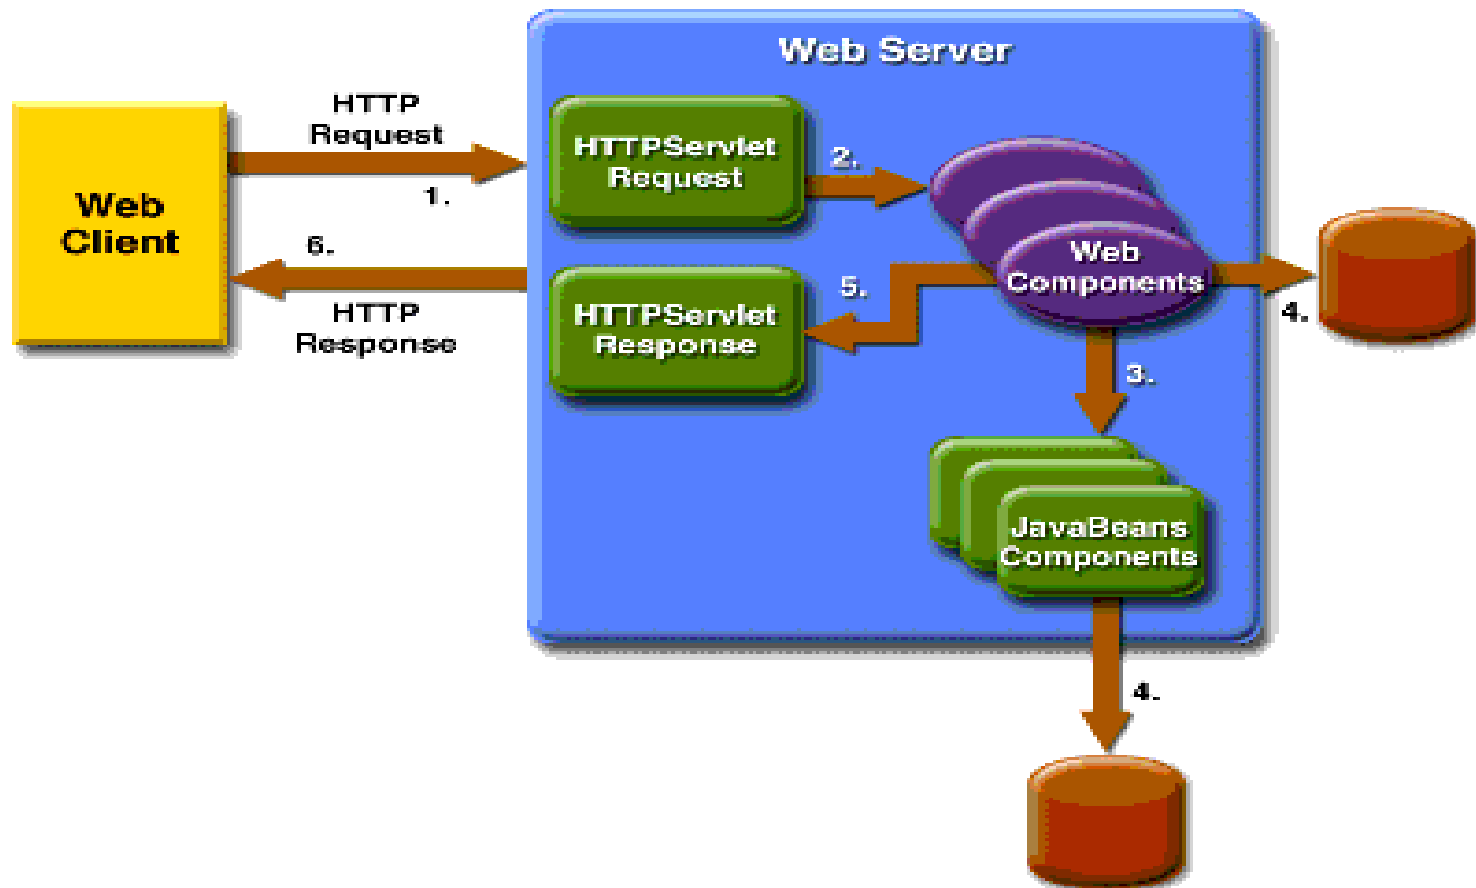 Web Server
HTTP
Request
1.
Web
Client
6.
HTTP
Response
HTTPServlet
Request
2.
HTTPServlet
Response
5.
Web
Components
4.
3.
JavaBeans
Components
4.